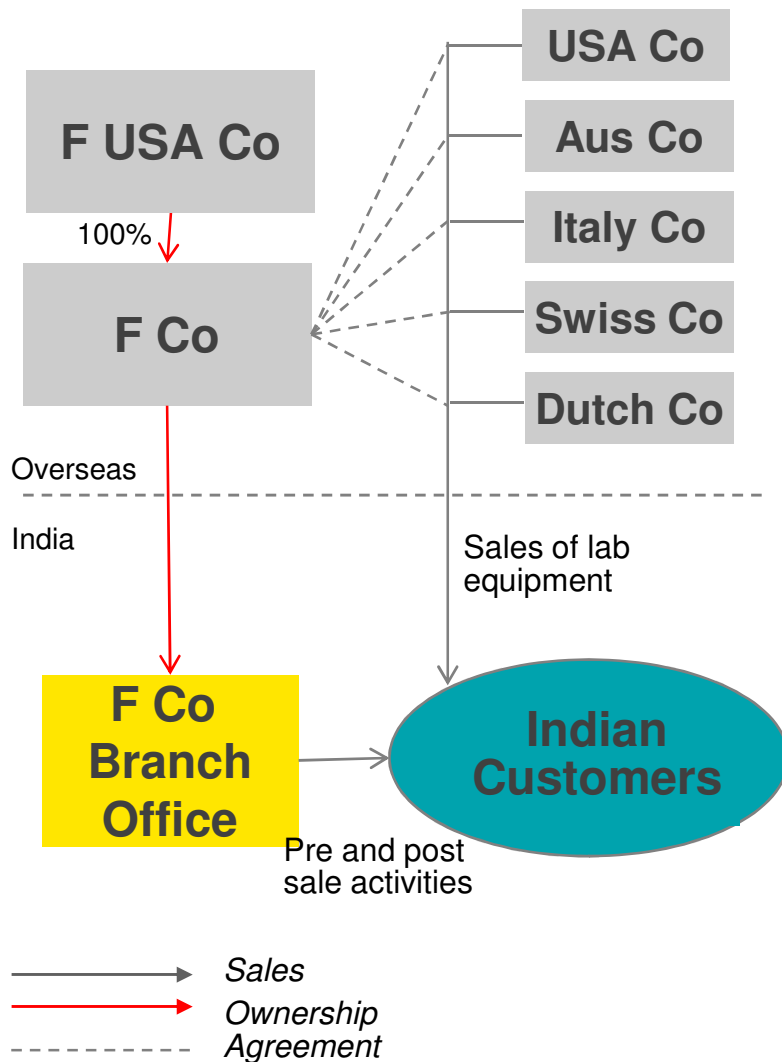 USA Co
F USA Co
Aus Co
100%
Italy Co
F Co
Swiss Co
Dutch Co
Overseas
India
Sales of lab
equipment
F Co
Branch
Office
Indian
Customers
Pre and post
sale activities
Sales
Ownership
Agreement